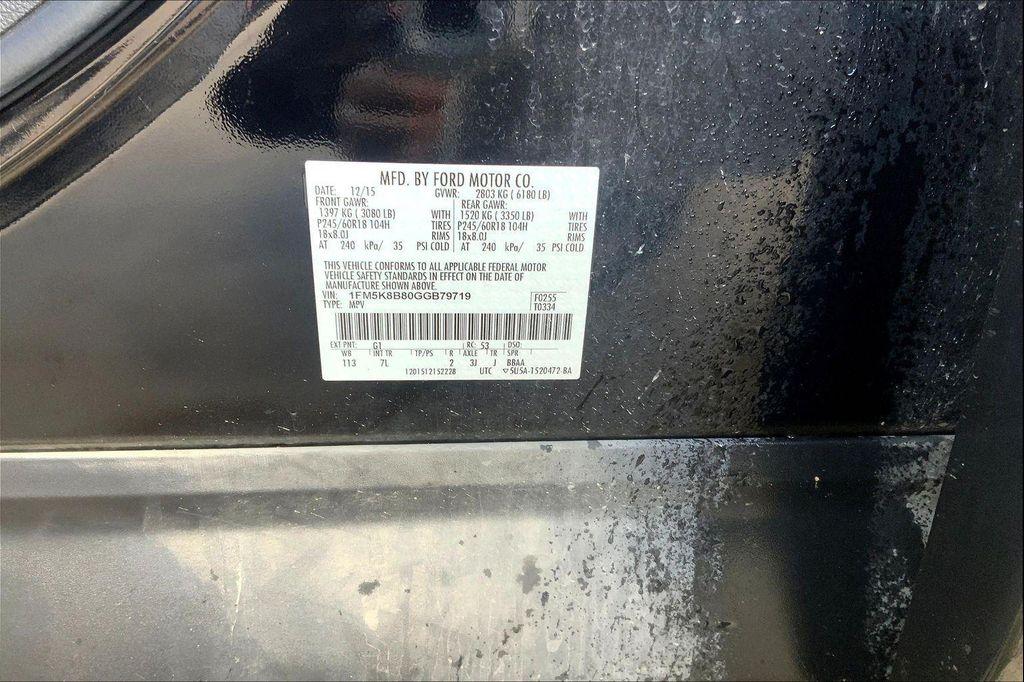 MFD. BY FORD MOTOR CO.
DATE: 12/15 GVWR: 2803 KG ( 6180 LB)
FRONT GAWR: REAR GAWR:
1397 KG ( 3080 LB) WITH 1520 KG ( 3350 LB) WITH
P245/60R18 104H TIRES P245/60R18 104H TIRES
18x8.0J RIMS 18x8.0J RIMS
AT 240 kPa/ 35 PSI COLD AT 240 kPa/ 35 PSI COLD
THIS VEHICLE CONFORMS TO ALL APPLICABLE FEDERAL MOTOR
VEHICLE SAFETY STANDARDS IN EFFECT ON THE DATE OF
MANUFACTURE SHOWN ABOVE.
VIN: 1FM5K8B80GGB79719 F0255
TYPE: MPV T0334
EXT PNT: G1 RC: 53 DSO:
WB INT TR TP/PS R AXLE TR SPR
113 7L 2 3J J BBAA
1201512152228 UTC ▽5U5A-1520472-BA